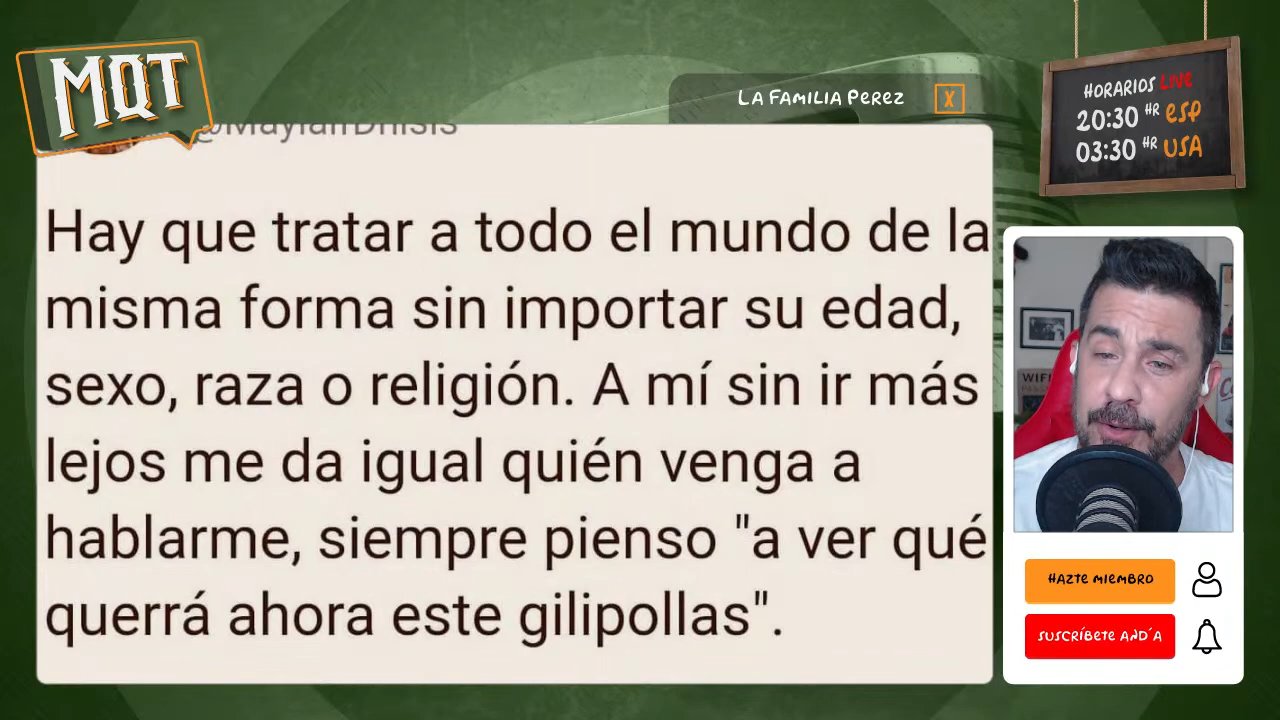 MQT
LA FAMILIA PEREZ
X
HORARIOS LIVE
20:30 HR ESP
03:30 HR USA
Hay que tratar a todo el mundo de la
misma forma sin importar su edad,
sexo, raza o religión. A mí sin ir más
lejos me da igual quién venga a
hablarme, siempre pienso "a ver qué
querrá ahora este gilipollas".
WIFI
HAZTE MIEMBRO
SUSCRÍBETE AND´A